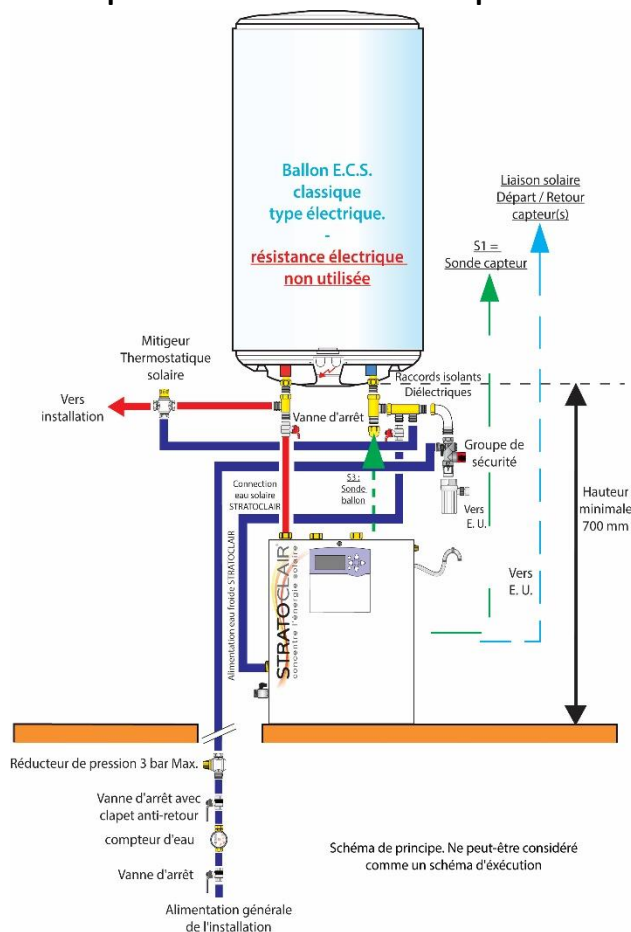 Ballon E.C.S.
classique
type électrique.
-
résistance électrique
non utilisée
Liaison solaire
Départ / Retour
capteur(s)
S1 =
Sonde capteur
Mitigeur
Thermostatique
solaire
Raccords isolants
Diélectriques
Vers
installation
Vanne d'arrêt
Groupe de
sécurité
Connection
eau solaire
STRATOCLAIR
S3 :
Sonde
ballon
Hauteur
minimale
700 mm
Vers
E. U.
Vers
E. U.
Alimentation eau froide STRATOCLAIR
STRATOCLAIR
concentre l'énergie solaire
Réducteur de pression 3 bar Max.
Vanne d'arrêt avec
clapet anti-retour
compteur d'eau
Vanne d'arrêt
Alimentation générale
de l'installation
Schéma de principe. Ne peut-être considéré
comme un schéma d'éxécution